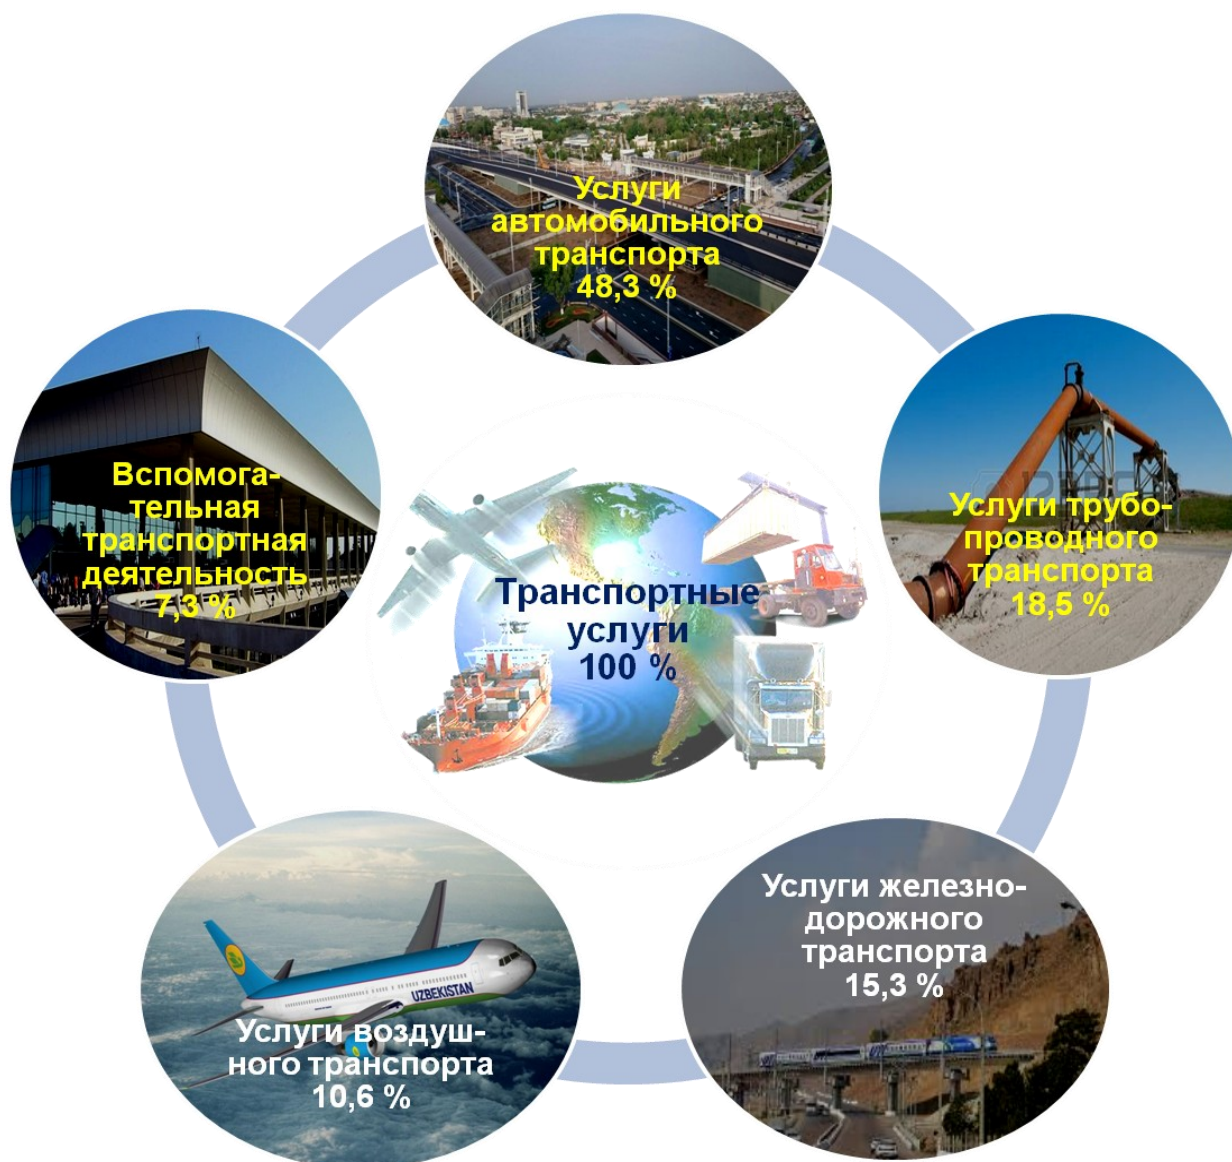 Услуги
автомобильного
транспорта
48,3 %
Вспомога-
тельная
транспортная
деятельность
7,3 %
Услуги трубо-
проводного
транспорта
18,5 %
Транспортные
услуги
100 %
Услуги железно-
дорожного
транспорта
15,3 %
UZBEKISTAN
Услуги воздуш-
ного транспорта
10,6 %